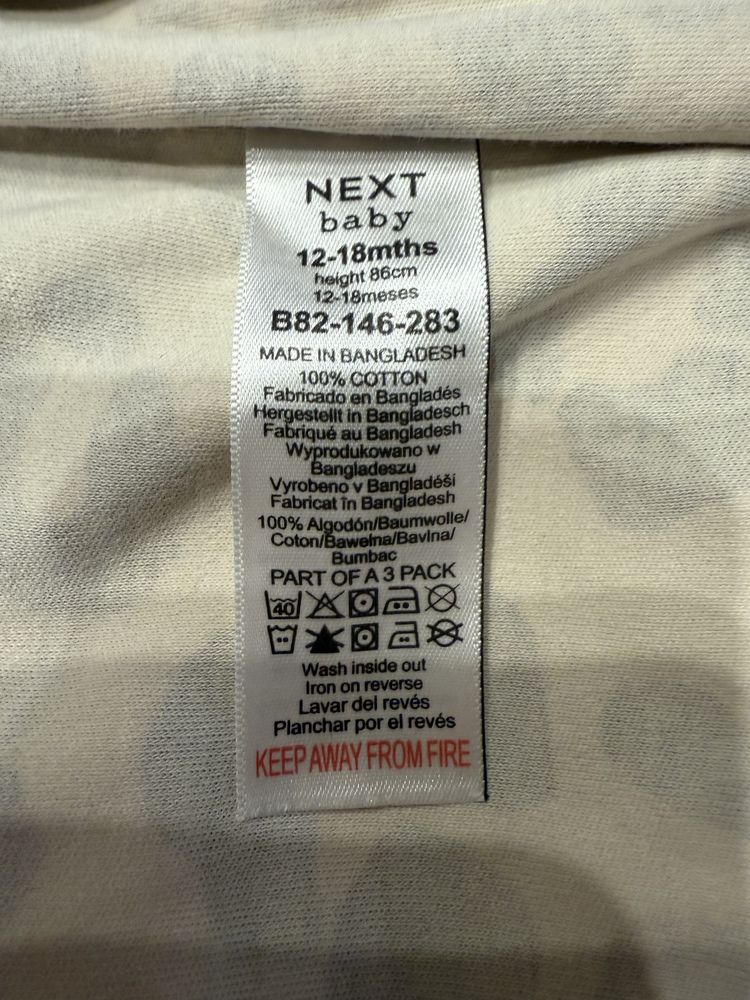 NEXT
baby
12-18mths
height 86cm
12-18meses
B82-146-283
MADE IN BANGLADESH
100% COTTON
Fabricado en Bangladés
Hergestellt in Bangladesch
Fabriqué au Bangladesh
Wyprodukowano w
Bangladeszu
Vyrobeno v Bangladéši
Fabricat în Bangladesh
100% Algodón/Baumwolle/
Coton/Bawełna/Bavlna/
Bumbac
PART OF A 3 PACK
40
Wash inside out
Iron on reverse
Lavar del revés
Planchar por el revés
KEEP AWAY FROM FIRE